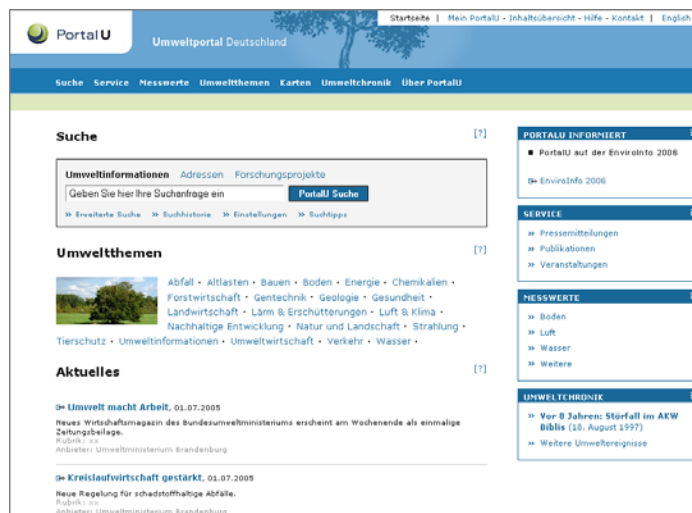 Portal U
Umweltportal Deutschland
Startseite | Mein PortalU - Inhaltsübersicht - Hilfe - Kontakt | English
Suche Service Messwerte Umweltthemen Karten Umweltchronik Über PortalU
Suche [?]
Umweltinformationen Adressen Forschungsprojekte
Geben Sie hier Ihre Suchanfrage ein PortalU Suche
» Erweiterte Suche » Suchhistorie » Einstellungen » Suchtipps
Umweltthemen [?]
Abfall • Altlasten • Bauen • Boden • Energie • Chemikalien •
Forstwirtschaft • Gentechnik • Geologie • Gesundheit •
Landwirtschaft • Lärm & Erschütterungen • Luft & Klima •
Nachhaltige Entwicklung • Natur und Landschaft • Strahlung •
Tierschutz • Umweltinformationen • Umweltwirtschaft • Verkehr • Wasser •
Aktuelles [?]
Umwelt macht Arbeit, 01.07.2005
Neues Wirtschaftsmagazin des Bundesumweltministeriums erscheint am Wochenende als einmalige
Zeitungsbeilage.
Rubrik: xx
Anbieter: Umweltministerium Brandenburg
Kreislaufwirtschaft gestärkt, 01.07.2005
Neue Regelung für schadstoffhaltige Abfälle.
Rubrik: xx
Anbieter: Umweltministerium Brandenburg
PORTALU INFORMIERT
PortalU auf der EnviroInfo 2006
EnviroInfo 2006
SERVICE
» Pressemitteilungen
» Publikationen
» Veranstaltungen
MESSWERTE
» Boden
» Luft
» Wasser
» Weitere
UMWELTCHRONIK
» Vor 8 Jahren: Störfall im AKW
Biblis (10. August 1997)
» Weitere Umweltereignisse